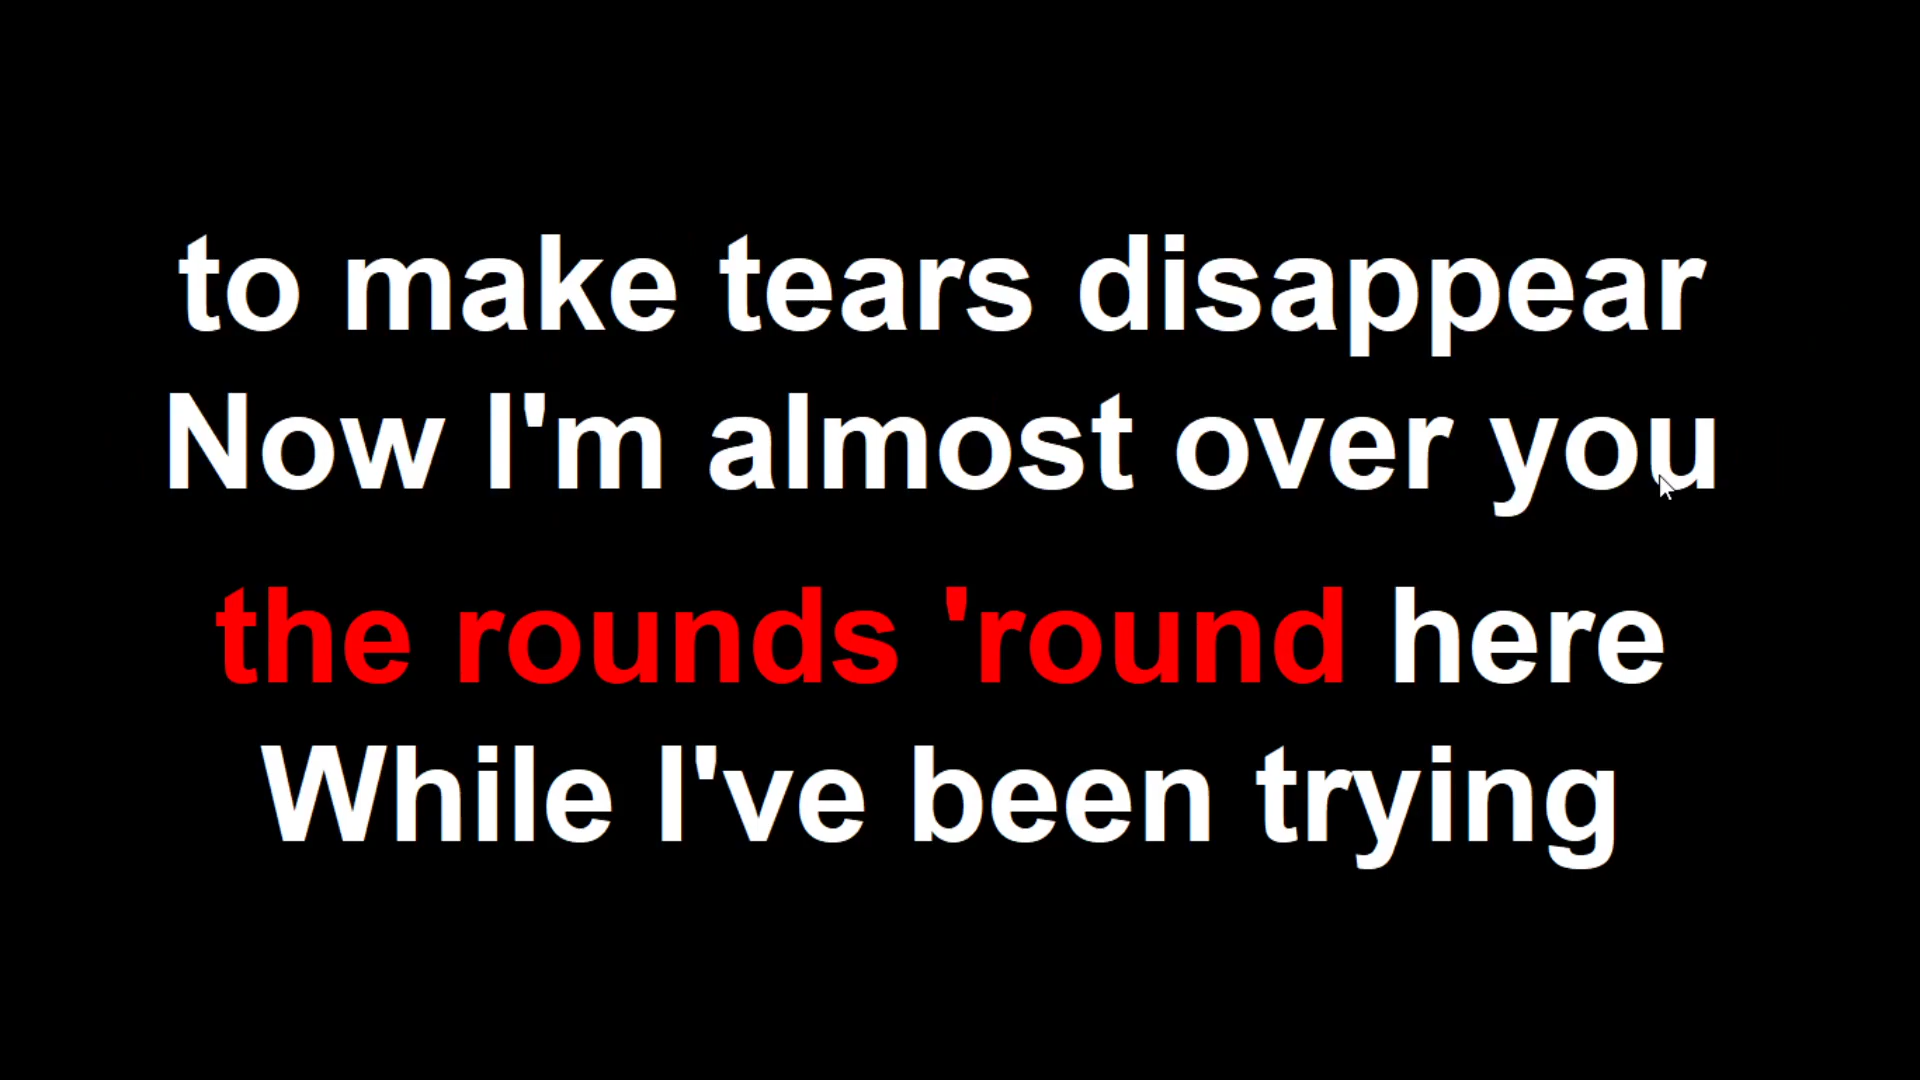 to make tears disappear
Now I'm almost over you
the rounds 'round here
While I've been trying